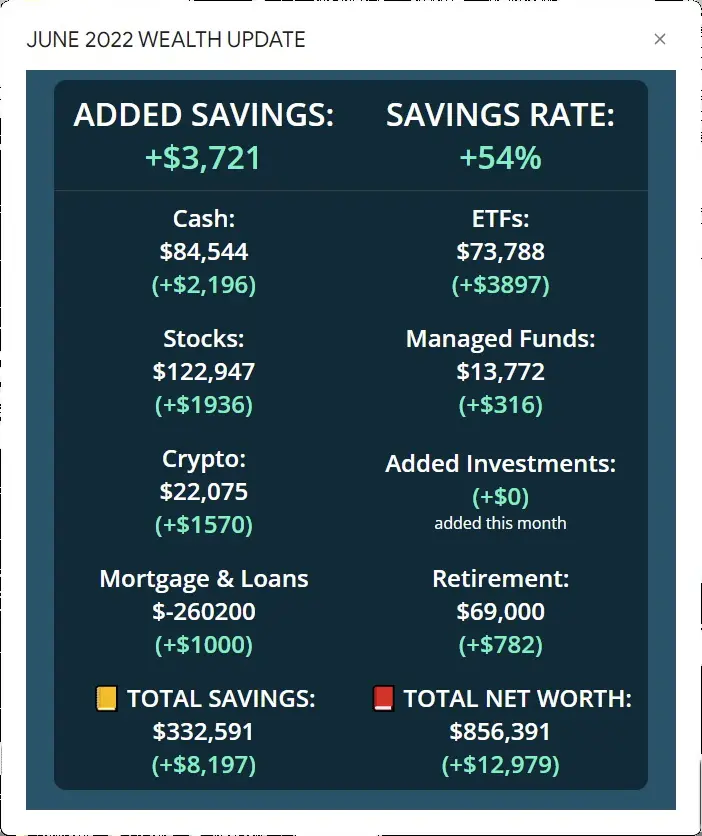 JUNE 2022 WEALTH UPDATE ×
ADDED SAVINGS:
+$3,721
SAVINGS RATE:
+54%
Cash:
$84,544
(+$2,196)
ETFs:
$73,788
(+$3897)
Stocks:
$122,947
(+$1936)
Managed Funds:
$13,772
(+$316)
Crypto:
$22,075
(+$1570)
Added Investments:
(+$0)
added this month
Mortgage & Loans
$-260200
(+$1000)
Retirement:
$69,000
(+$782)
TOTAL SAVINGS:
$332,591
(+$8,197)
TOTAL NET WORTH:
$856,391
(+$12,979)